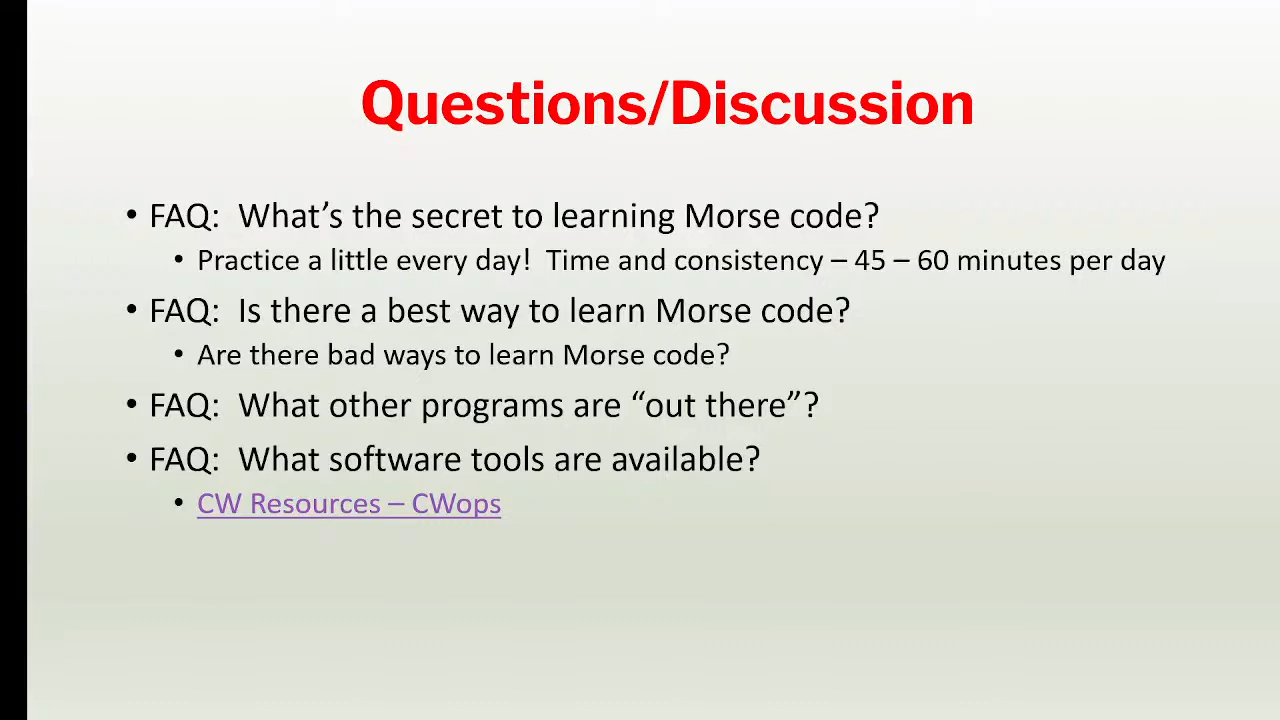 Questions/Discussion
• FAQ:  What’s the secret to learning Morse code?
• Practice a little every day!  Time and consistency – 45 – 60 minutes per day
• FAQ:  Is there a best way to learn Morse code?
• Are there bad ways to learn Morse code?
• FAQ:  What other programs are “out there”?
• FAQ:  What software tools are available?
• CW Resources – CWops